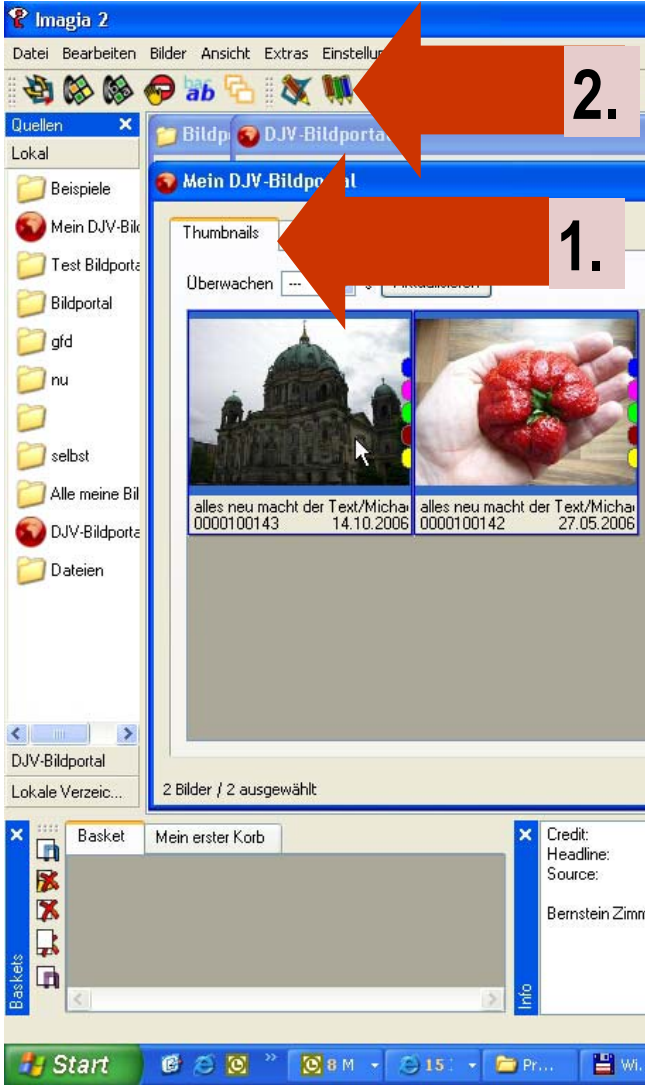 Imagia 2
Datei Bearbeiten Bilder Ansicht Extras
2.
Quellen
Lokal
DJV-Bildportal
Mein DJV-Bildportal
Beispiele
Mein DJV-Bild
Test Bildporta
Bildportal
gfd
nu
selbst
Alle meine Bil
DJV-Bildporta
Dateien
Thumbnails
1.
Überwachen ---
alles neu macht der Text/Michae
0000100143 14.10.2006
alles neu macht der Text/Michae
0000100142 27.05.2006
DJV-Bildportal
Lokale Verzeic...
2 Bilder / 2 ausgewählt
Baskets
Basket Mein erster Korb
Info
Credit:
Headline:
Source:
Bernstein Zimm
Start
8 M
15
Pr...
Wi.